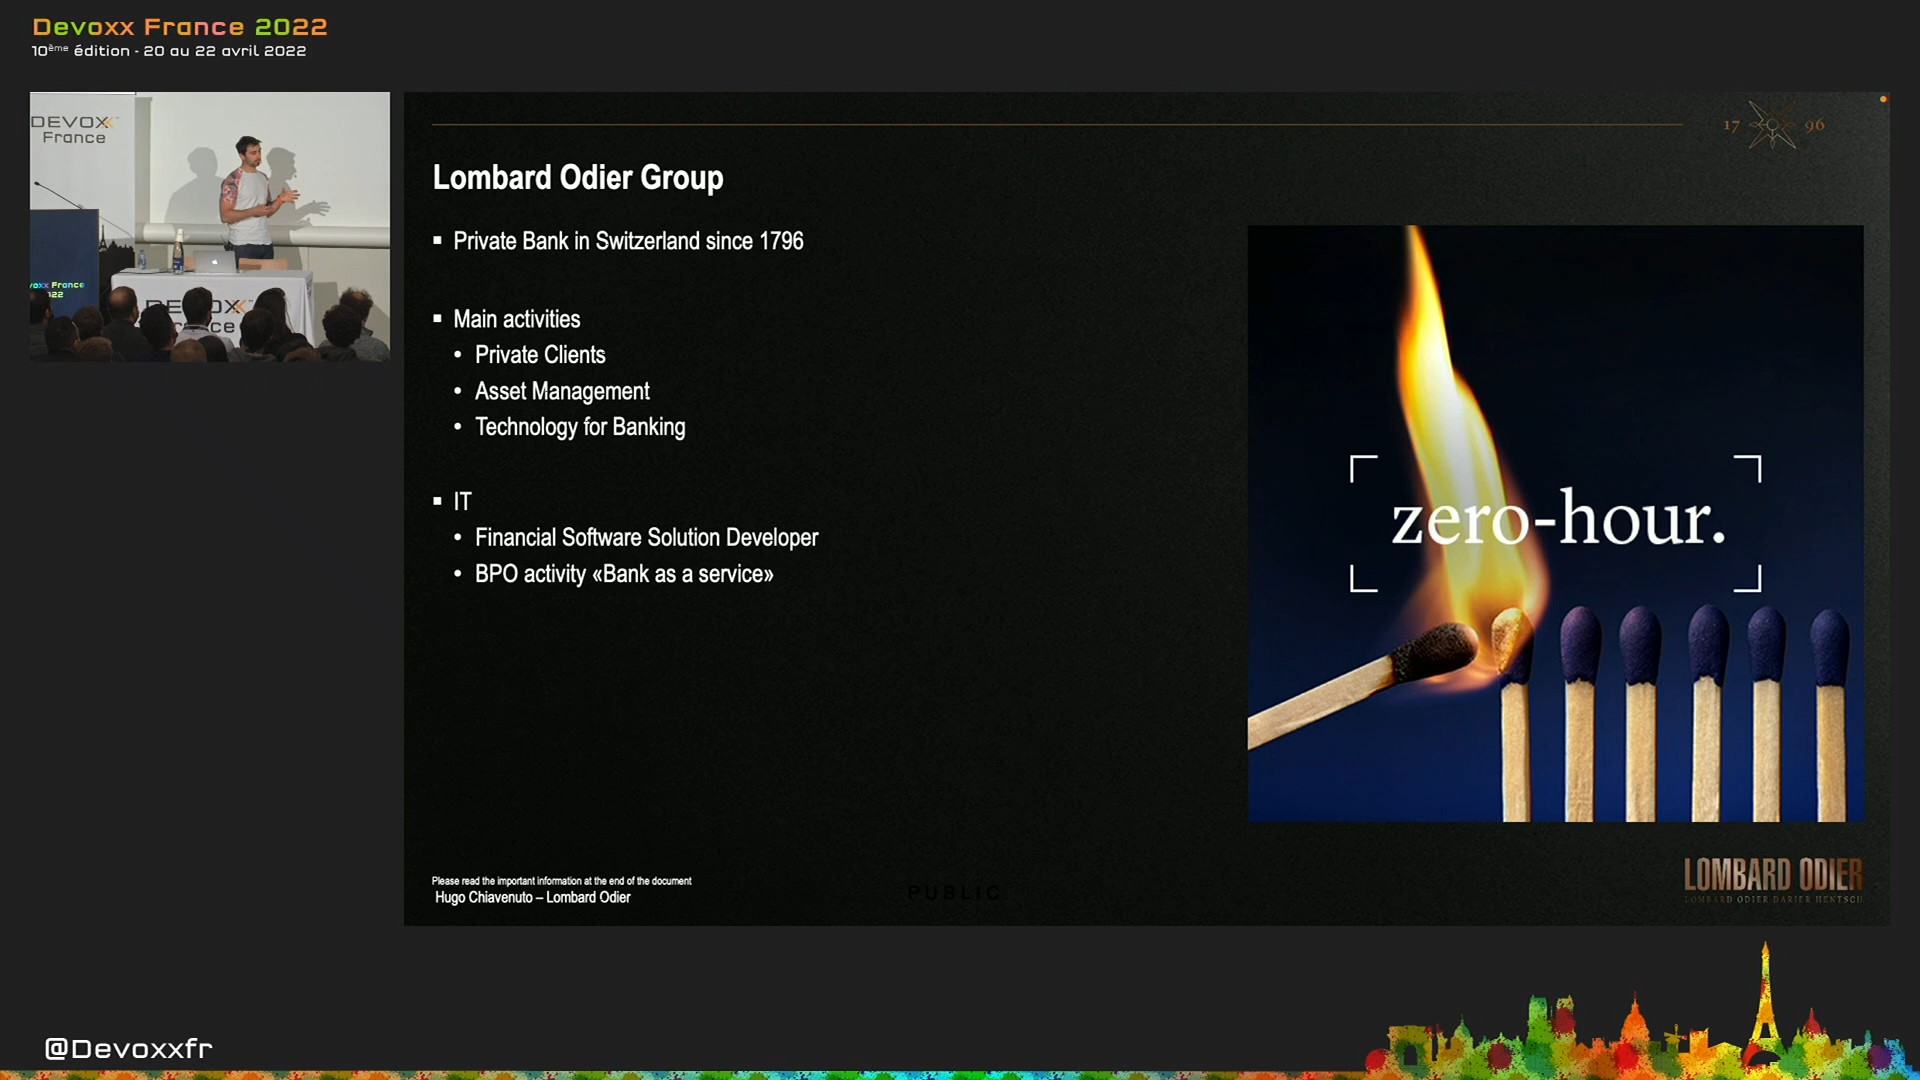 Devoxx France 2022
10ème édition - 20 au 22 avril 2022
DEVOXX
France
17 96
Lombard Odier Group
▪ Private Bank in Switzerland since 1796
▪ Main activities
• Private Clients
• Asset Management
• Technology for Banking
▪ IT
• Financial Software Solution Developer
• BPO activity «Bank as a service»
zero-hour.
Please read the important information at the end of the document
Hugo Chiavenuto – Lombard Odier
PUBLIC
LOMBARD ODIER
LOMBARD ODIER DARIER HENTSCH
@Devoxxfr